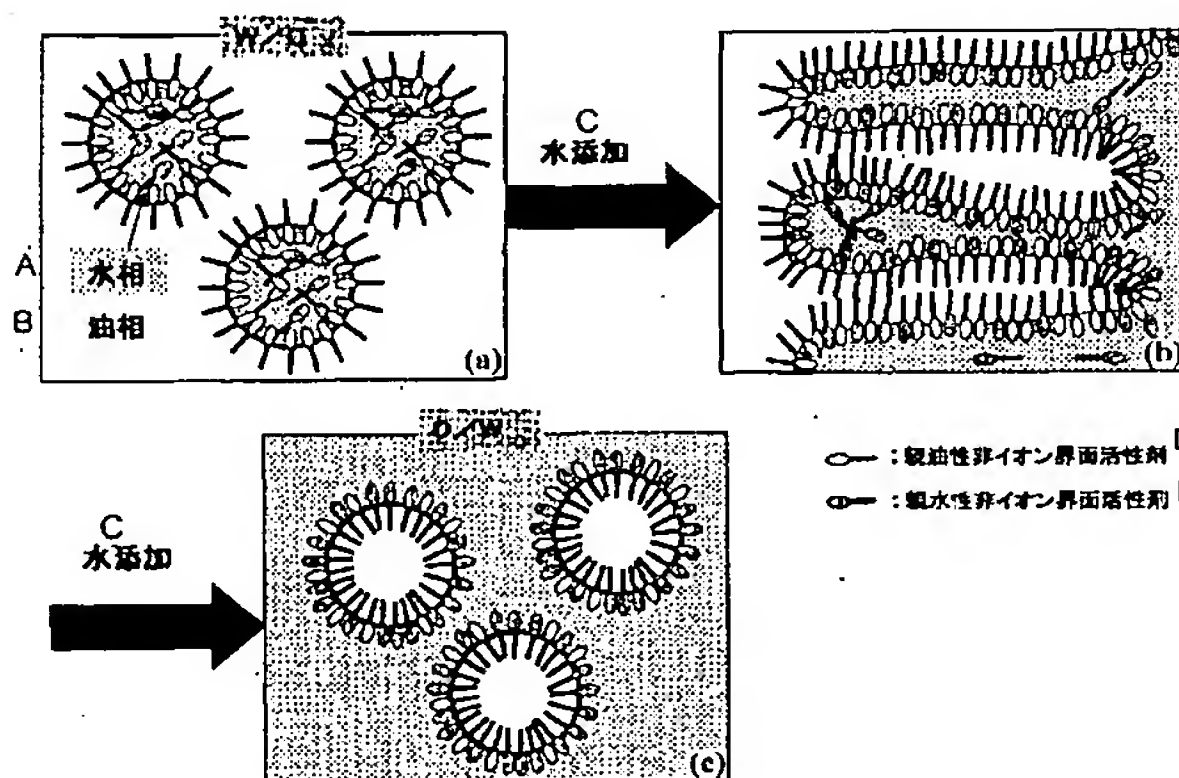 W/O
C
水添加
A 水相
B 油相
(a)
(b)
O/W
:親油性非イオン界面活性剤
:親水性非イオン界面活性剤
C
水添加
(c)